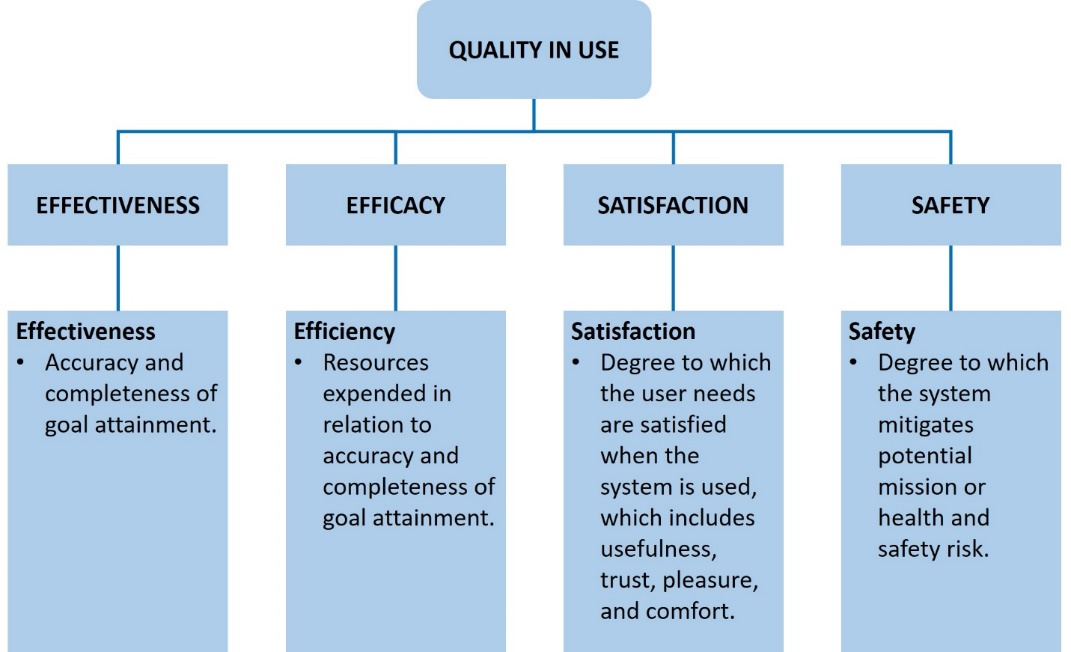 QUALITY IN USE
EFFECTIVENESS
EFFICACY
SATISFACTION
SAFETY
Effectiveness
• Accuracy and
completeness of
goal attainment.
Efficiency
• Resources
expended in
relation to
accuracy and
completeness of
goal attainment.
Satisfaction
• Degree to which
the user needs
are satisfied
when the
system is used,
which includes
usefulness,
trust, pleasure,
and comfort.
Safety
• Degree to which
the system
mitigates
potential
mission or
health and
safety risk.